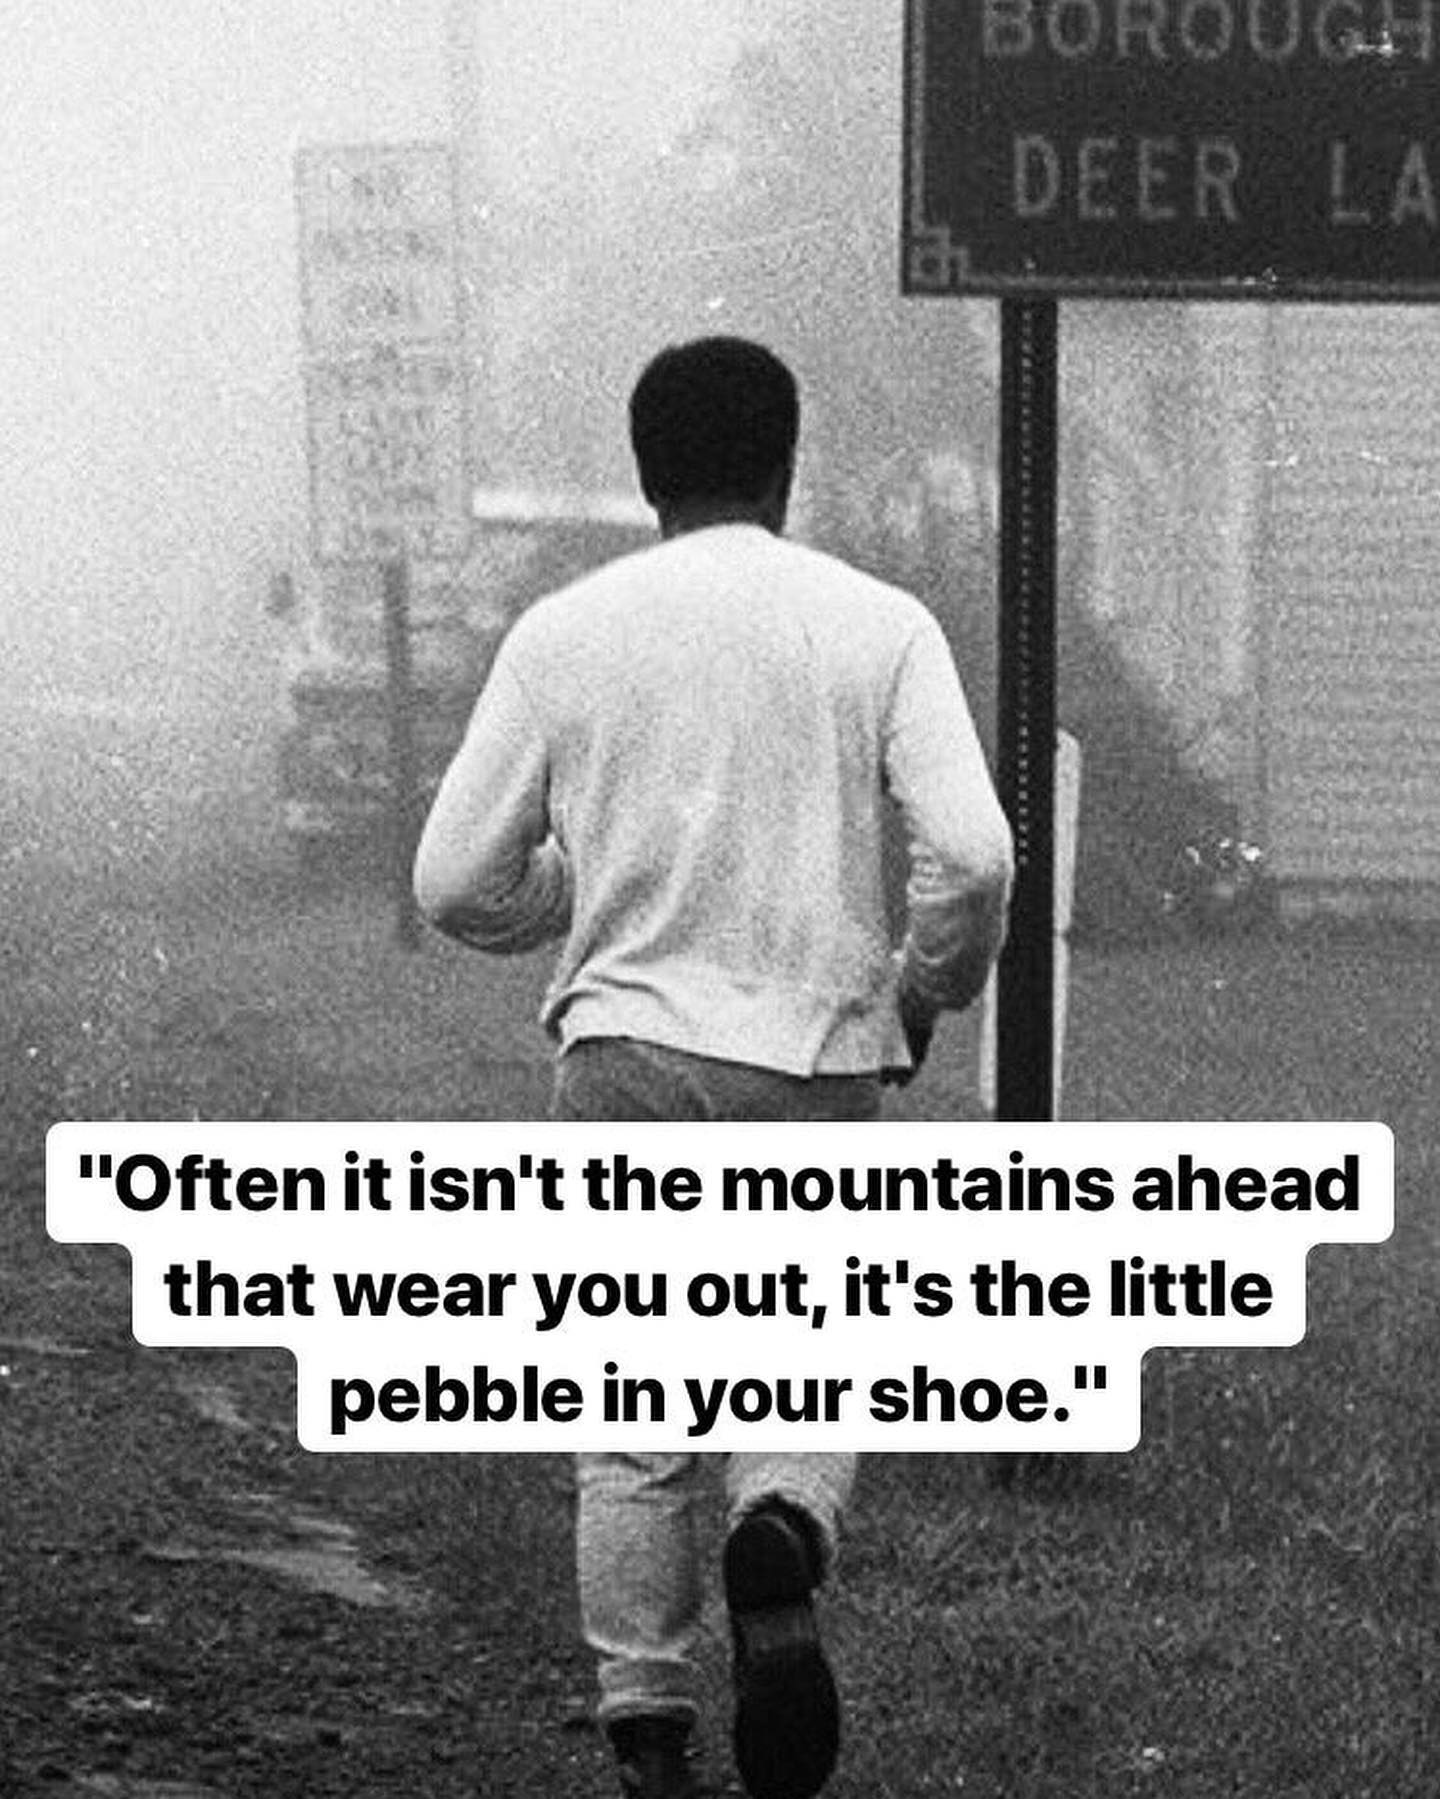 BOROUGH
DEER LA
"Often it isn't the mountains ahead
that wear you out, it's the little
pebble in your shoe."